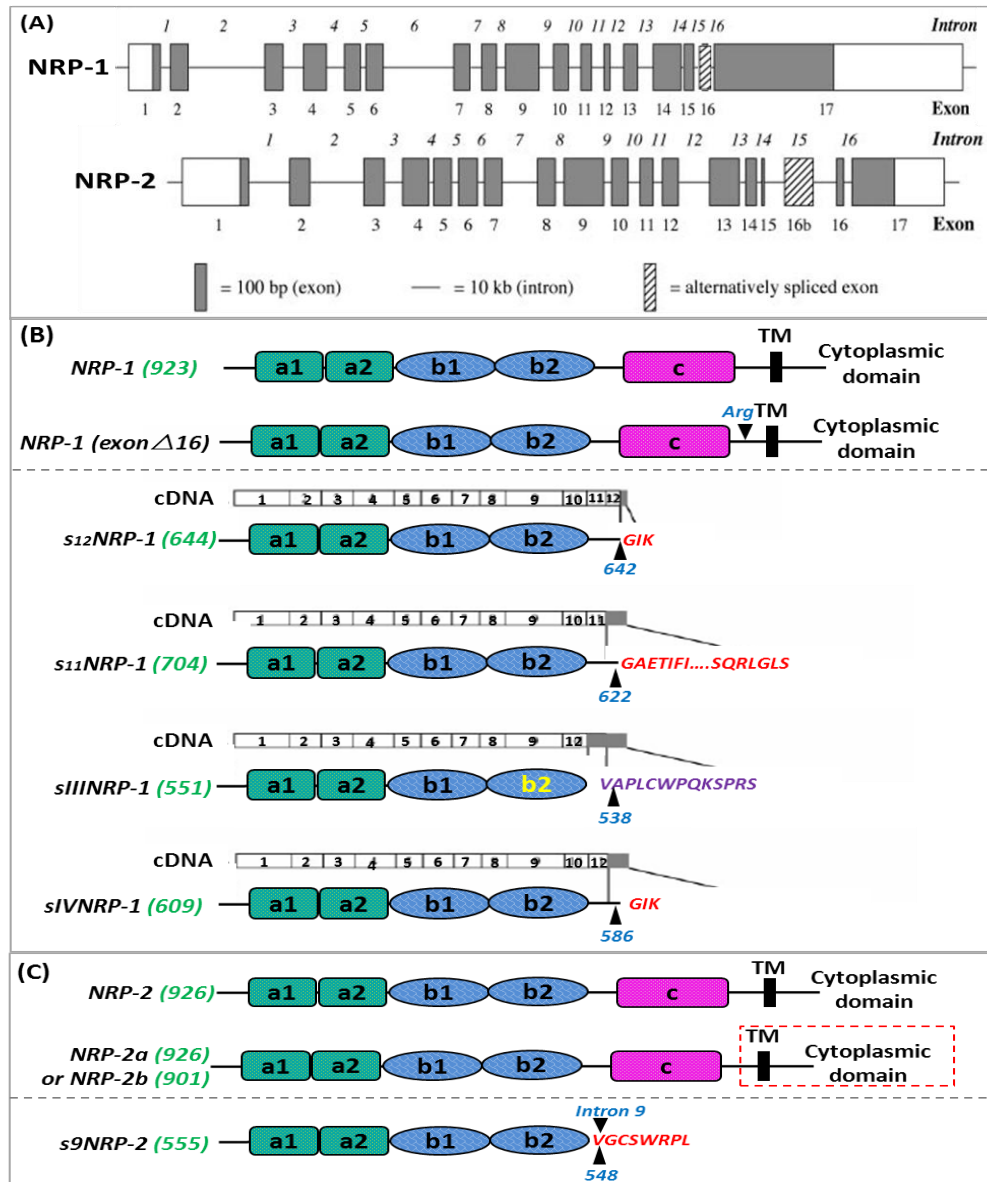 (A)
1 2 3 4 5 6 7 8 9 10 11 12 13 14 15 16 Intron
NRP-1
1 2 3 4 5 6 7 8 9 10 11 12 13 14 15 16 17 Exon
1 2 3 4 5 6 7 8 9 10 11 12 13 14 15 16 Intron
NRP-2
1 2 3 4 5 6 7 8 9 10 11 12 13 14 15 16b 16 17 Exon
= 100 bp (exon) = 10 kb (intron) = alternatively spliced exon
(B)
TM
NRP-1 (923) a1 a2 b1 b2 c Cytoplasmic
domain
Arg TM
NRP-1 (exon △16) a1 a2 b1 b2 c Cytoplasmic
domain
cDNA 1 2 3 4 5 6 7 8 9 10 11 12
s12NRP-1 (644) a1 a2 b1 b2 GIK
642
cDNA 1 2 3 4 5 6 7 8 9 10 11
s11NRP-1 (704) a1 a2 b1 b2 GAETIFI....SQRLGLS
622
cDNA 1 2 3 4 5 6 7 8 9 12
sIIINRP-1 (551) a1 a2 b1 b2 VAPLCWPQKSPRS
538
cDNA 1 2 3 4 5 6 7 8 9 10 12
sIVNRP-1 (609) a1 a2 b1 b2 GIK
586
(C)
TM
NRP-2 (926) a1 a2 b1 b2 c Cytoplasmic
domain
TM
NRP-2a (926)
or NRP-2b (901) a1 a2 b1 b2 c Cytoplasmic
domain
Intron 9
s9NRP-2 (555) a1 a2 b1 b2 VGCSWRPL
548